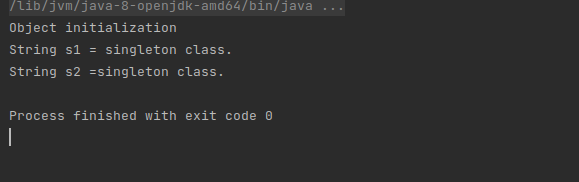 /lib/jvm/java-8-openjdk-amd64/bin/java ...
Object initialization
String s1 = singleton class.
String s2 =singleton class.
Process finished with exit code 0